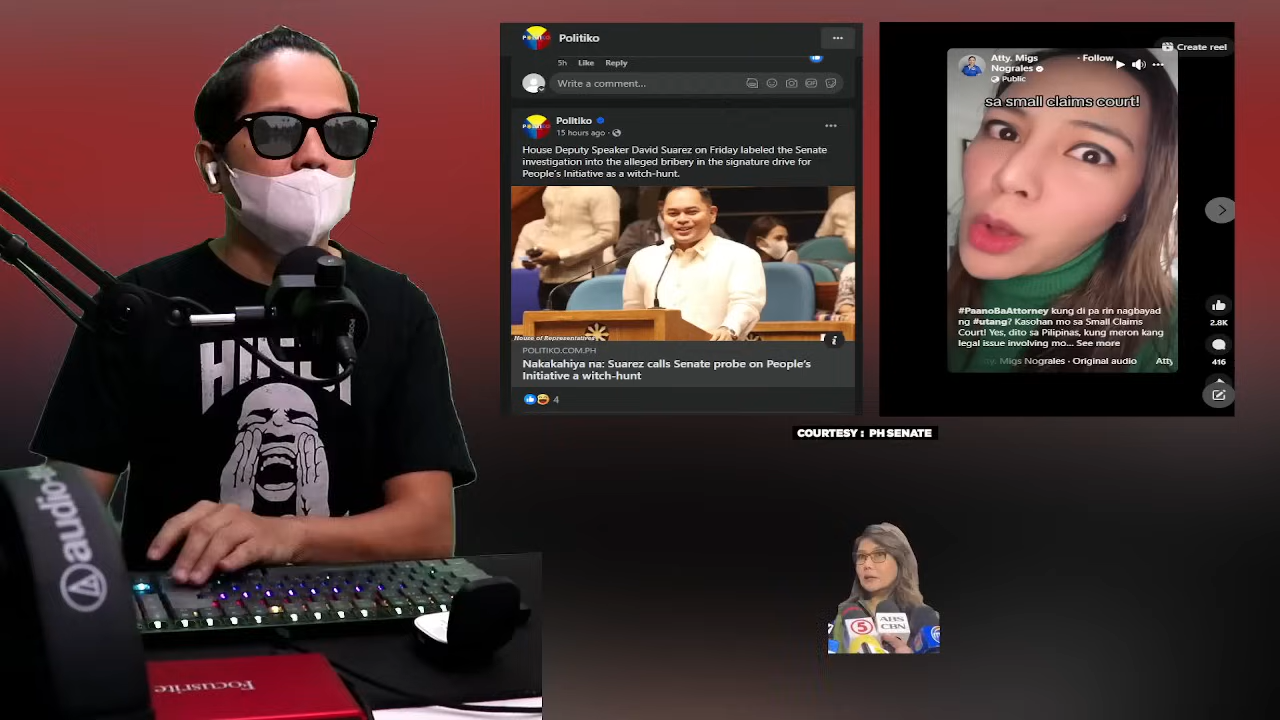 Politiko
5h Like Reply
Write a comment...
Politiko
15 hours ago
House Deputy Speaker David Suarez on Friday labeled the Senate
investigation into the alleged bribery in the signature drive for
People's Initiative as a witch-hunt.
House of Representatives
POLITIKO.COM.PH
Nakakahiya na: Suarez calls Senate probe on People's
Initiative a witch-hunt
4
Create reel
Atty. Migs
Nograles · Follow
Public
sa small claims court!
#PaanoBaAttorney kung di pa rin nagbayad
ng #utang? Kasohan mo sa Small Claims
Court! Yes, dito sa Pilipinas, kung meron kang
legal issue involving mo... See more
Migs Nograles · Original audio Atty
2.8K
416
COURTESY : PH SENATE
5
ABS
CBN
audio-t
Focusrite